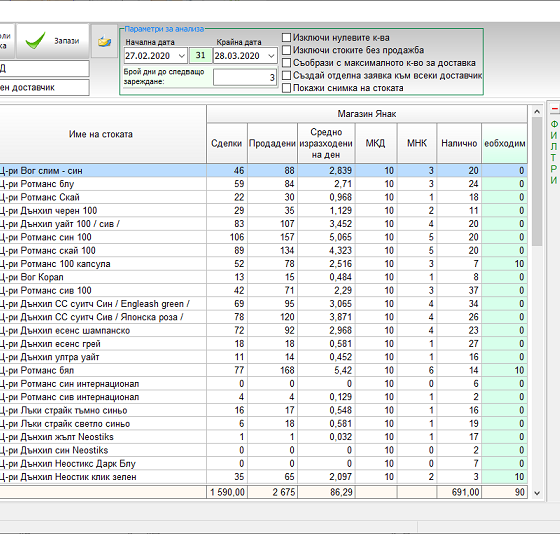 ли
ка
Запази
Параметри за анализа
Начална дата
Крайна дата
27.02.2020
31
28.03.2020
Брой дни до следващо
зареждане:
3
Изключи нулевите к-ва
Изключи стоките без продажба
Съобрази с максималното к-во за доставка
Създай отделна заявка към всеки доставчик
Покажи снимка на стоката
Д
ен доставчик
Име на стоката
Магазин Янак
Сделки Продадени Средно изразходени на ден МКД МНК Налично еобходим
Ц-ри Вог слим - син 46 88 2,839 10 3 20 0
Ц-ри Ротманс блу 59 84 2,71 10 3 24 0
Ц-ри Ротманс Скай 22 30 0,968 10 1 18 0
Ц-ри Дънхил черен 100 29 35 1,129 10 2 11 0
Ц-ри Дънхил уайт 100 / сив / 83 107 3,452 10 4 20 0
Ц-ри Ротманс син 100 106 157 5,065 10 5 20 0
Ц-ри Ротманс скай 100 89 134 4,323 10 5 20 0
Ц-ри Ротманс 100 капсула 52 78 2,516 10 3 7 10
Ц-ри Вог Корал 13 15 0,484 10 1 8 0
Ц-ри Ротманс сив 100 42 71 2,29 10 3 37 0
Ц-ри Дънхил СС суитч Син / Engleash green / 69 95 3,065 10 4 34 0
Ц-ри Дънхил СС суитч Сив / Японска роза / 78 120 3,871 10 4 26 0
Ц-ри Дънхил есенс шампанско 72 92 2,968 10 4 23 0
Ц-ри Дънхил есенс грей 18 18 0,581 10 1 27 0
Ц-ри Дънхил ултра уайт 11 14 0,452 10 1 16 0
Ц-ри Ротманс бял 77 168 5,42 10 6 14 10
Ц-ри Ротманс син интернационал 0 0 0 10 0 6 0
Ц-ри Ротманс сив интернационал 4 4 0,129 10 1 2 0
Ц-ри Лъки страйк тъмно синьо 16 17 0,548 10 1 16 0
Ц-ри Лъки страйк светло синьо 6 18 0,581 10 1 19 0
Ц-ри Дънхил жълт Neostiks 1 1 0,032 10 1 17 0
Ц-ри Дънхил син Neostiks 0 0 0 10 0 2 0
Ц-ри Дънхил Неостикс Дарк Блу 0 0 0 0 0 7 0
Ц-ри Дънхил Неостик клик зелен 35 65 2,097 10 2 3 10
1 590,00 2 675 86,29 691,00 90
Ф
И
Л
Т
Р
И